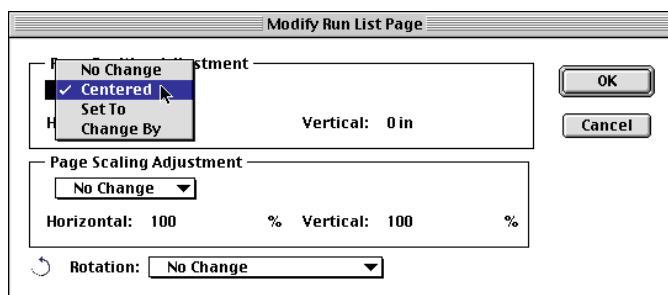 Modify Run List Page
No Change
✓ Centered
Set To
Change By
Vertical: 0 in
OK
Cancel
Page Scaling Adjustment
No Change
Horizontal: 100 % Vertical: 100 %
Rotation: No Change